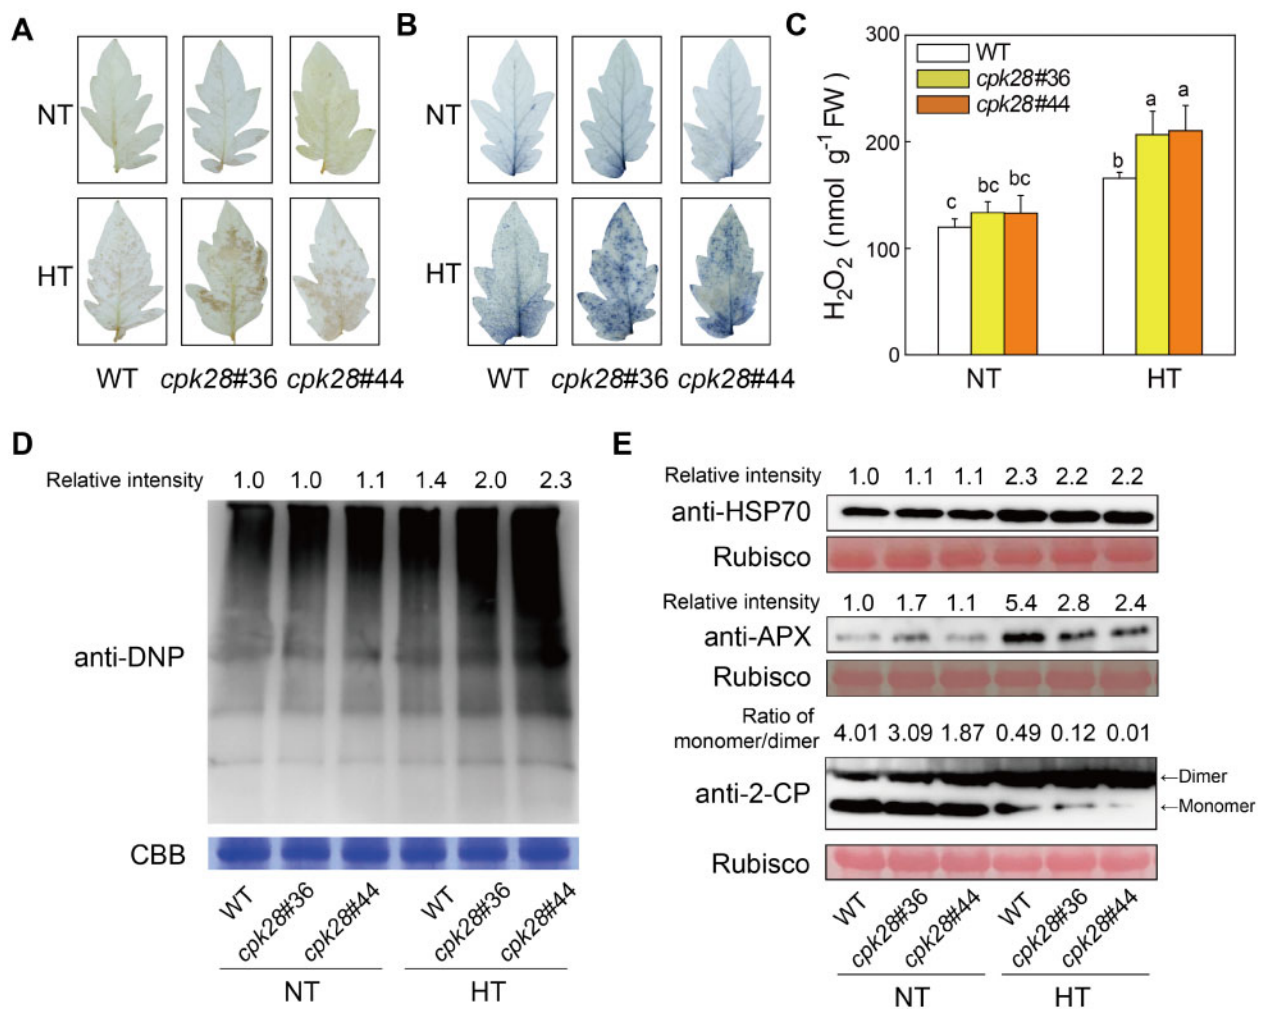 A
NT
HT
WT cpk28#36 cpk28#44
B
NT
HT
WT cpk28#36 cpk28#44
C
H₂O₂ (nmol g⁻¹ FW)
300
200
100
0
WT
cpk28#36
cpk28#44
c bc bc b a a
NT HT
D
Relative intensity 1.0 1.0 1.1 1.4 2.0 2.3
anti-DNP
CBB
WT cpk28#36 cpk28#44 WT cpk28#36 cpk28#44
NT HT
E
Relative intensity 1.0 1.1 1.1 2.3 2.2 2.2
anti-HSP70
Rubisco
Relative intensity 1.0 1.7 1.1 5.4 2.8 2.4
anti-APX
Rubisco
Ratio of
monomer/dimer 4.01 3.09 1.87 0.49 0.12 0.01
anti-2-CP
←Dimer
←Monomer
Rubisco
WT cpk28#36 cpk28#44 WT cpk28#36 cpk28#44
NT HT